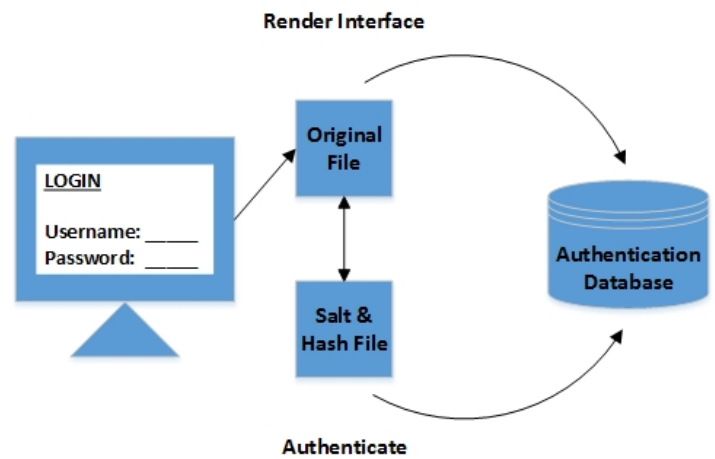 Render Interface
Original
File
LOGIN
Username: _____
Password: _____
Authentication
Database
Salt &
Hash File
Authenticate